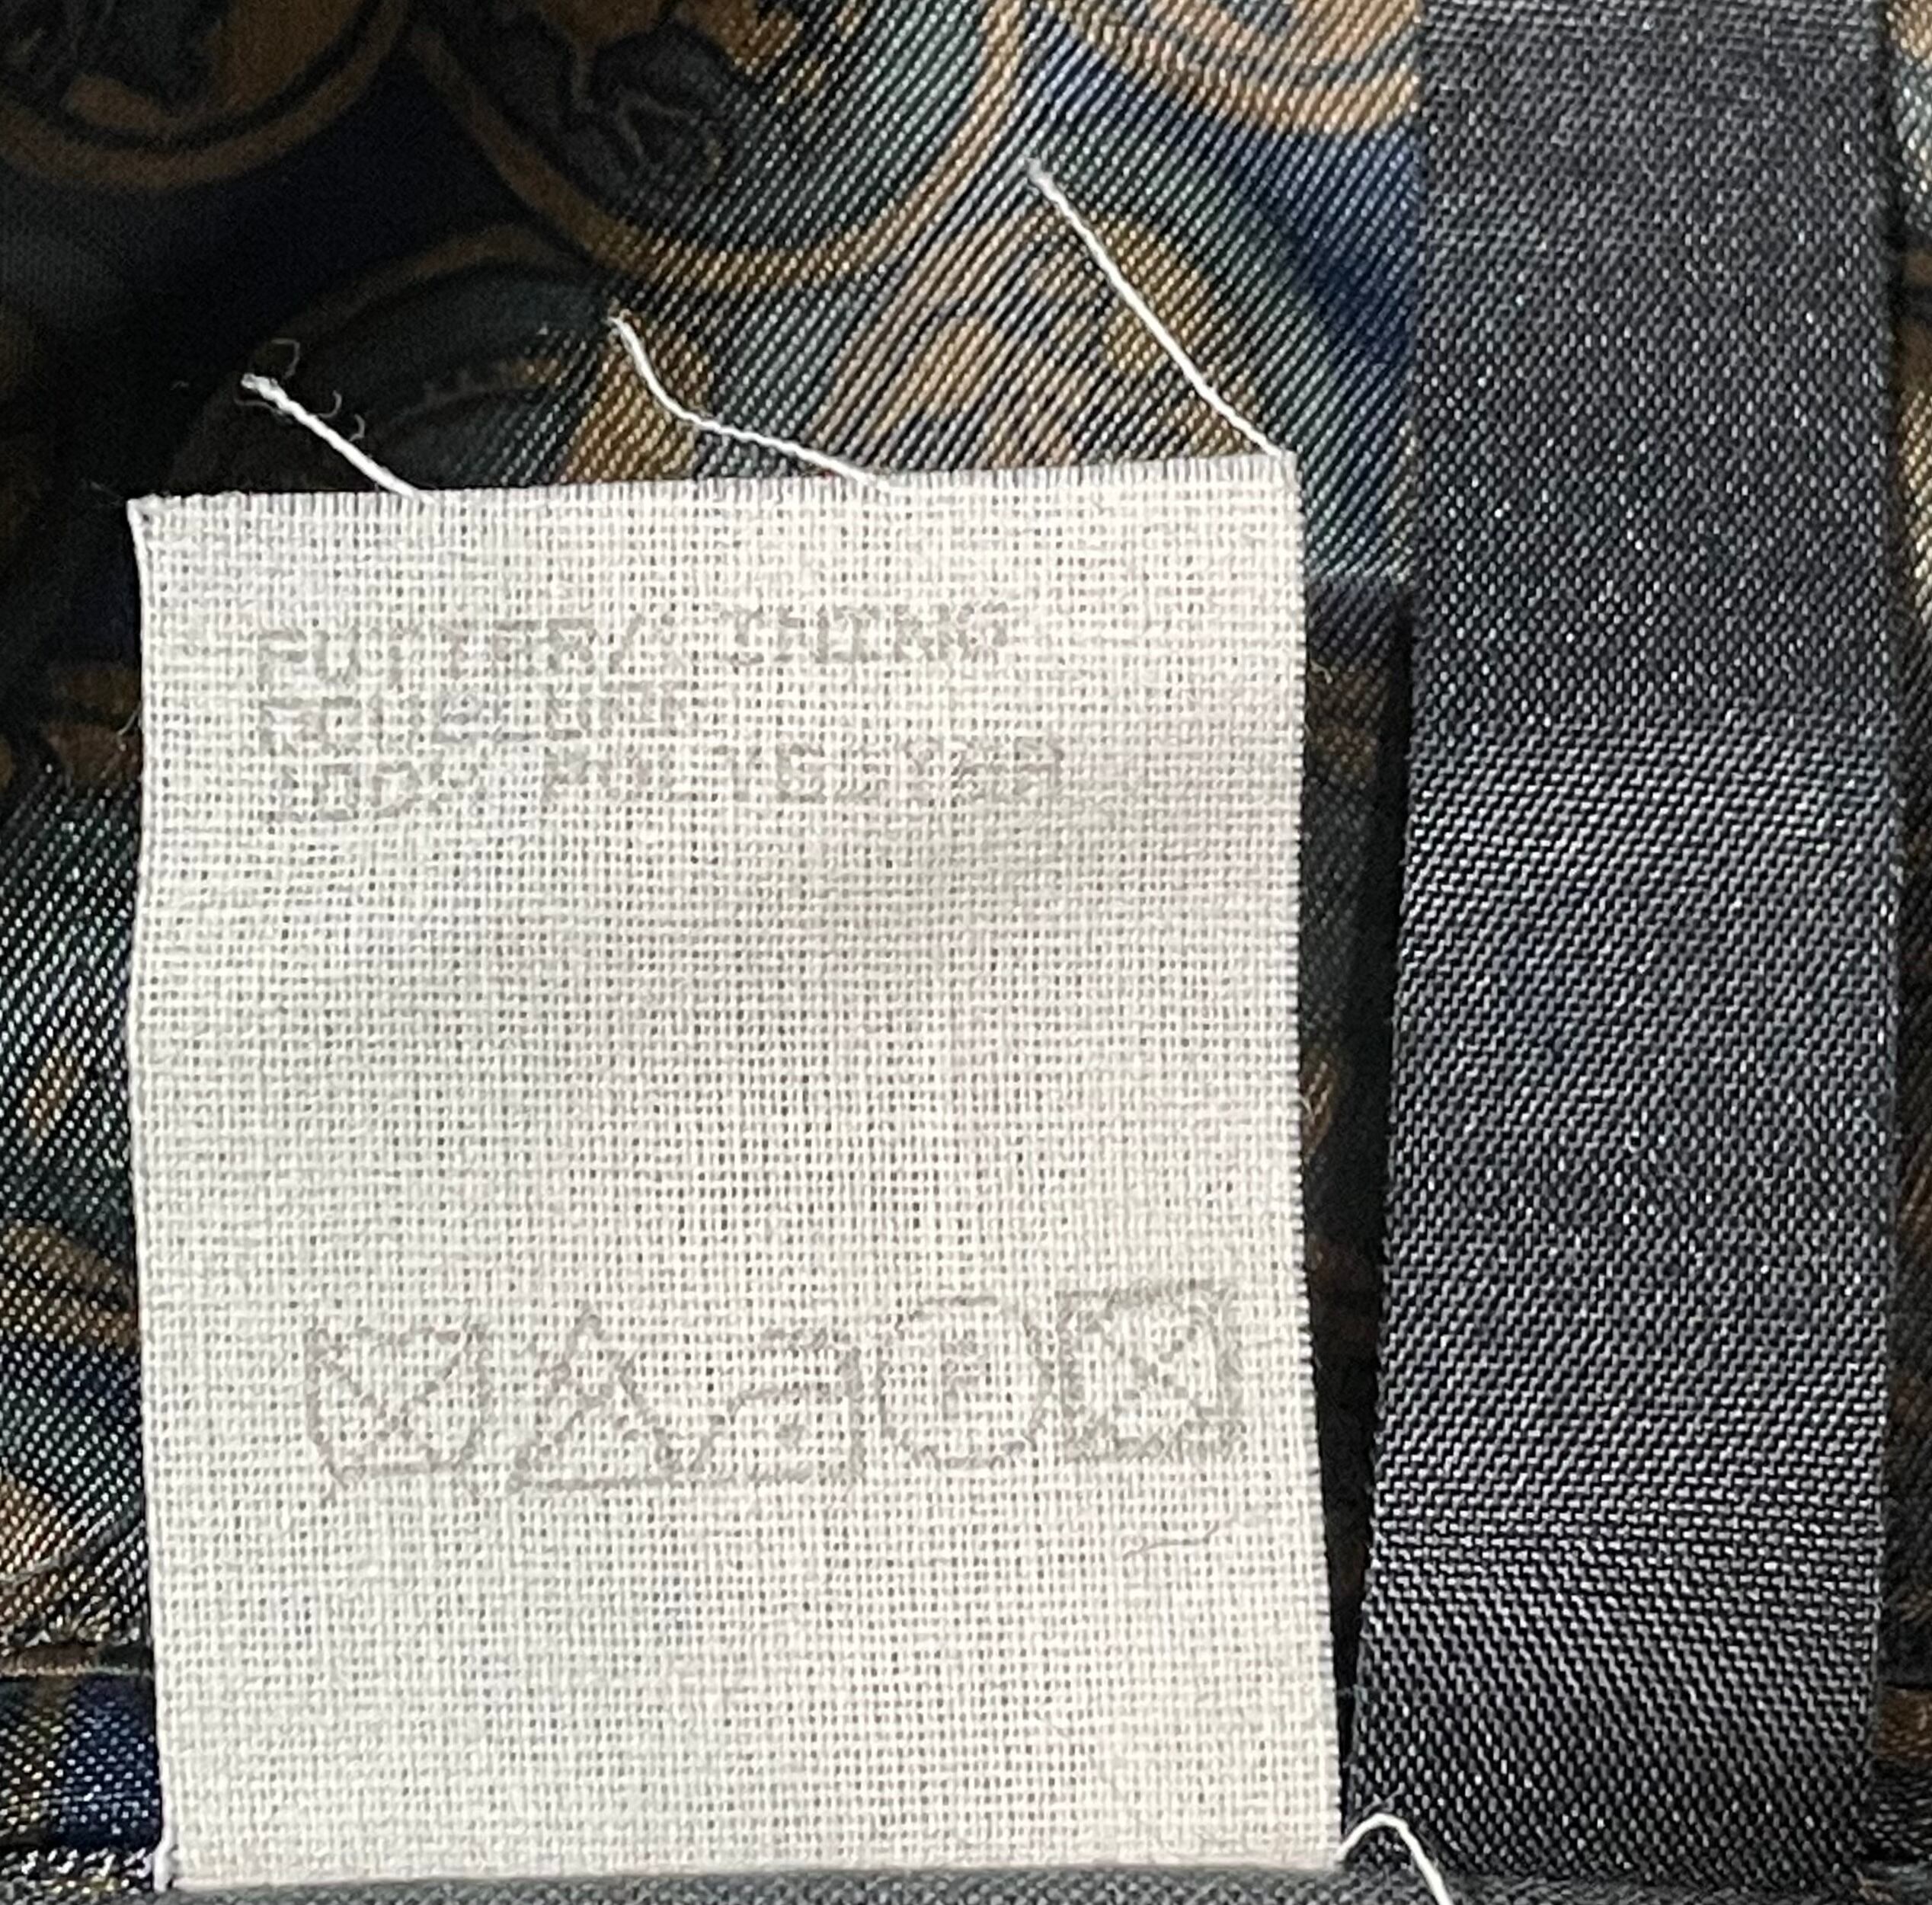 FUTTER/LINING
DOUBLURE
100% POLYESTER
P